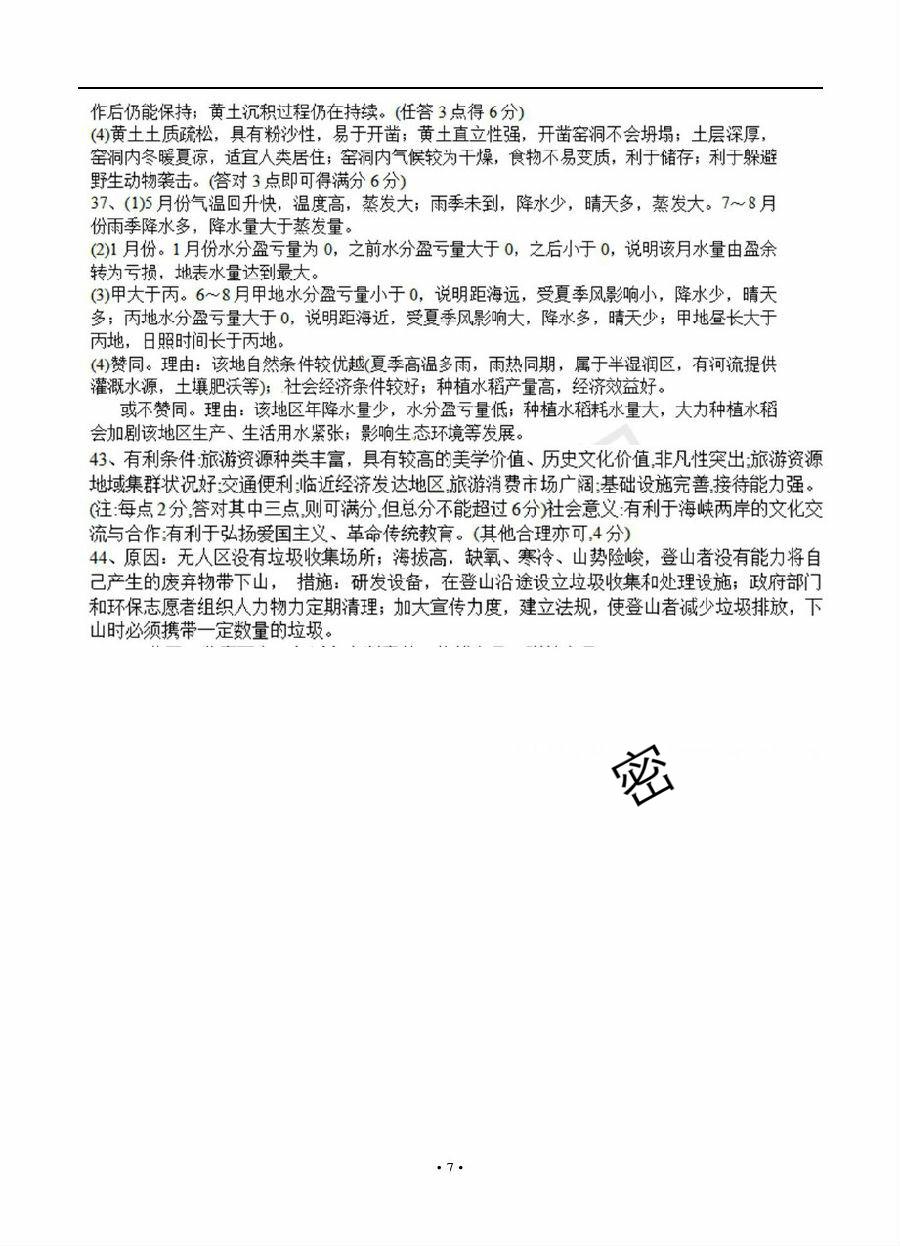 作后仍能保持；黄土沉积过程仍在持续。(任答 3 点得 6 分)
(4)黄土土质疏松，具有粉沙性，易于开凿；黄土直立性强，开凿窑洞不会坍塌；土层深厚，
窑洞内冬暖夏凉，适宜人类居住；窑洞内气候较为干燥，食物不易变质，利于储存；利于躲避
野生动物袭击。(答对 3 点即可得满分 6 分)
37、(1)5 月份气温回升快，温度高，蒸发大；雨季未到，降水少，晴天多，蒸发大。7～8 月
份雨季降水多，降水量大于蒸发量。
(2)1 月份。1 月份水分盈亏量为 0，之前水分盈亏量大于 0，之后小于 0，说明该月水量由盈余
转为亏损，地表水量达到最大。
(3)甲大于丙。6～8 月甲地水分盈亏量小于 0，说明距海远，受夏季风影响小，降水少，晴天
多；丙地水分盈亏量大于 0，说明距海近，受夏季风影响大，降水多，晴天少；甲地昼长大于
丙地，日照时间长于丙地。
(4)赞同。理由：该地自然条件较优越(夏季高温多雨，雨热同期，属于半湿润区，有河流提供
灌溉水源，土壤肥沃等)；社会经济条件较好；种植水稻产量高，经济效益好。
或不赞同。理由：该地区年降水量少，水分盈亏量低；种植水稻耗水量大，大力种植水稻
会加剧该地区生产、生活用水紧张；影响生态环境等发展。
43、有利条件:旅游资源种类丰富，具有较高的美学价值、历史文化价值,非凡性突出;旅游资源
地域集群状况好;交通便利;临近经济发达地区,旅游消费市场广阔;基础设施完善,接待能力强。
(注:每点 2 分,答对其中三点,则可满分,但总分不能超过 6 分)社会意义:有利于海峡两岸的文化交
流与合作;有利于弘扬爱国主义、革命传统教育。(其他合理亦可,4 分)
44、原因：无人区没有垃圾收集场所；海拔高，缺氧、寒冷、山势险峻，登山者没有能力将自
己产生的废弃物带下山， 措施：研发设备，在登山沿途设立垃圾收集和处理设施；政府部门
和环保志愿者组织人力物力定期清理；加大宣传力度，建立法规，使登山者减少垃圾排放，下
山时必须携带一定数量的垃圾。
密
• 7 •